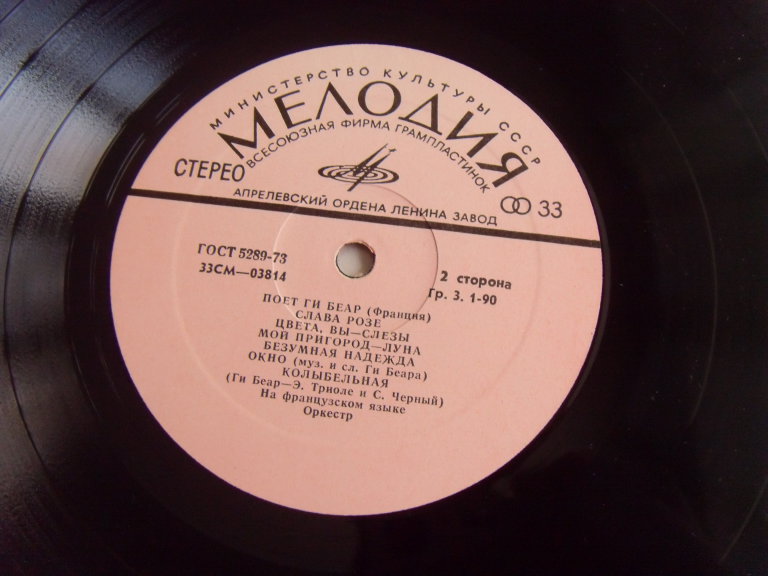 МИНИСТЕРСТВО КУЛЬТУРЫ СССР
МЕЛОДИЯ
ВСЕСОЮЗНАЯ ФИРМА ГРАМПЛАСТИНОК
СТЕРЕО
33
АПРЕЛЕВСКИЙ ОРДЕНА ЛЕНИНА ЗАВОД
ГОСТ 5289-73
33СМ—03814
2 сторона
Гр. 3. 1-90
ПОЕТ ГИ БЕАР (Франция)
СЛАВА РОЗЕ
ЦВЕТА, ВЫ—СЛЕЗЫ
МОЙ ПРИГОРОД—ЛУНА
БЕЗУМНАЯ НАДЕЖДА
ОКНО (муз. и сл. Ги Беара)
КОЛЫБЕЛЬНАЯ
(Ги Беар—Э. Триоле и С. Черный)
На французском языке
Оркестр